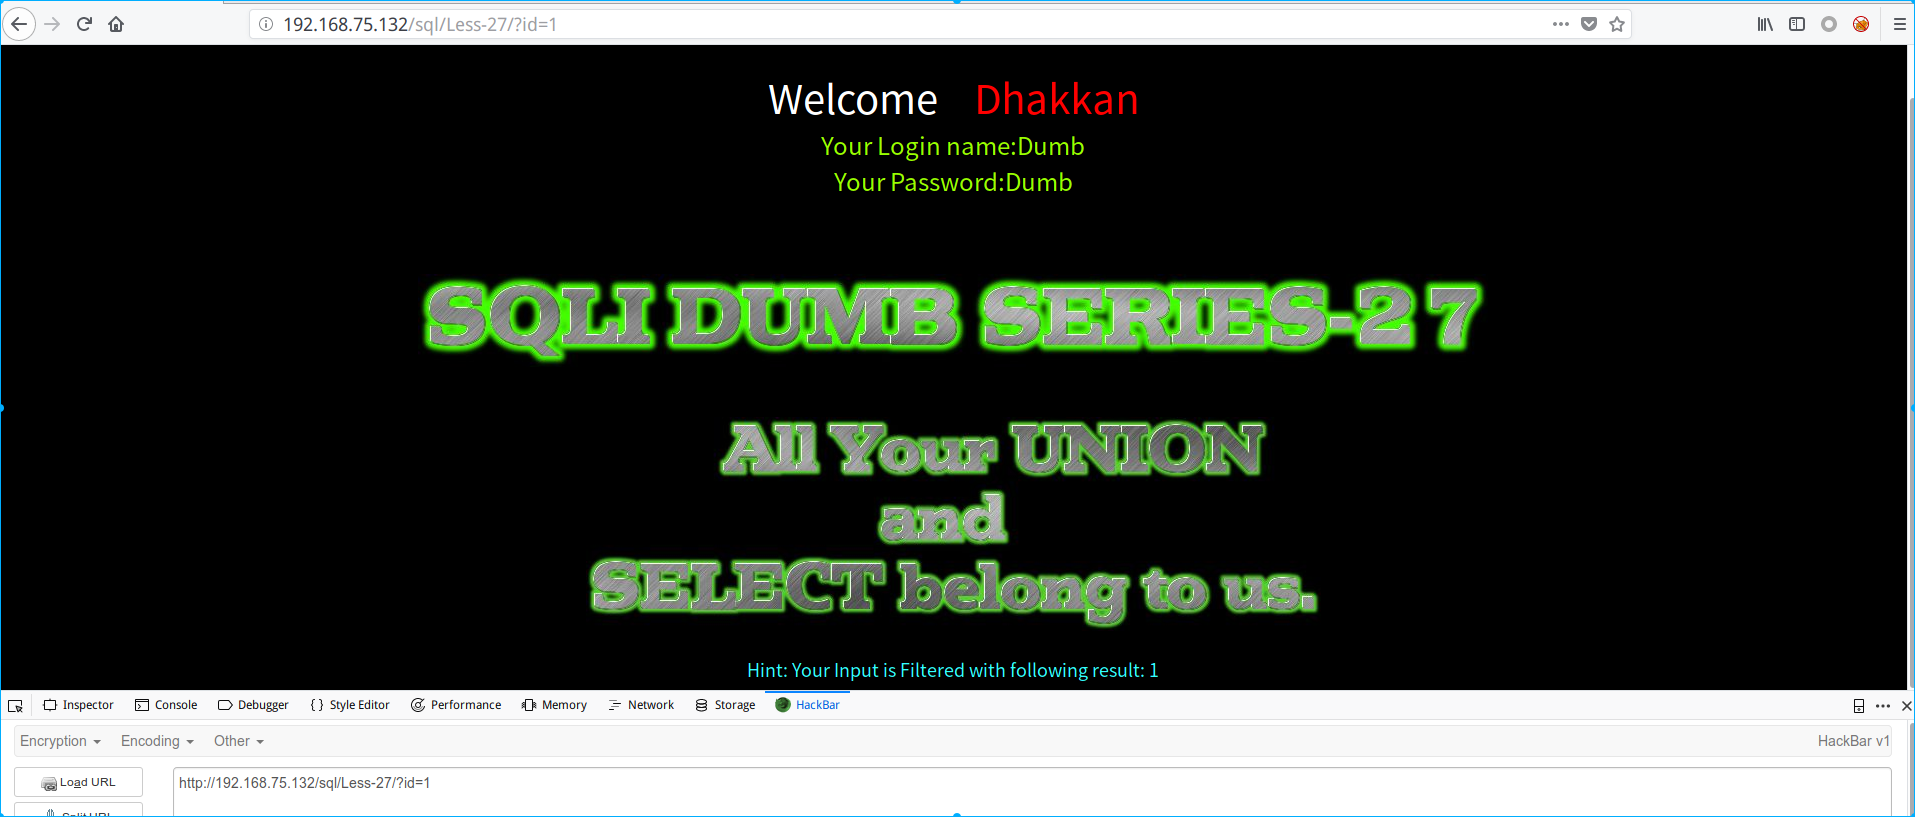 192.168.75.132/sql/Less-27/?id=1
Welcome Dhakkan
Your Login name:Dumb
Your Password:Dumb
SQLI DUMB SERIES-27
All Your UNION
and
SELECT belong to us.
Hint: Your Input is Filtered with following result: 1
Inspector Console Debugger Style Editor Performance Memory Network Storage HackBar
Encryption Encoding Other HackBar v1
Load URL http://192.168.75.132/sql/Less-27/?id=1
Split URL